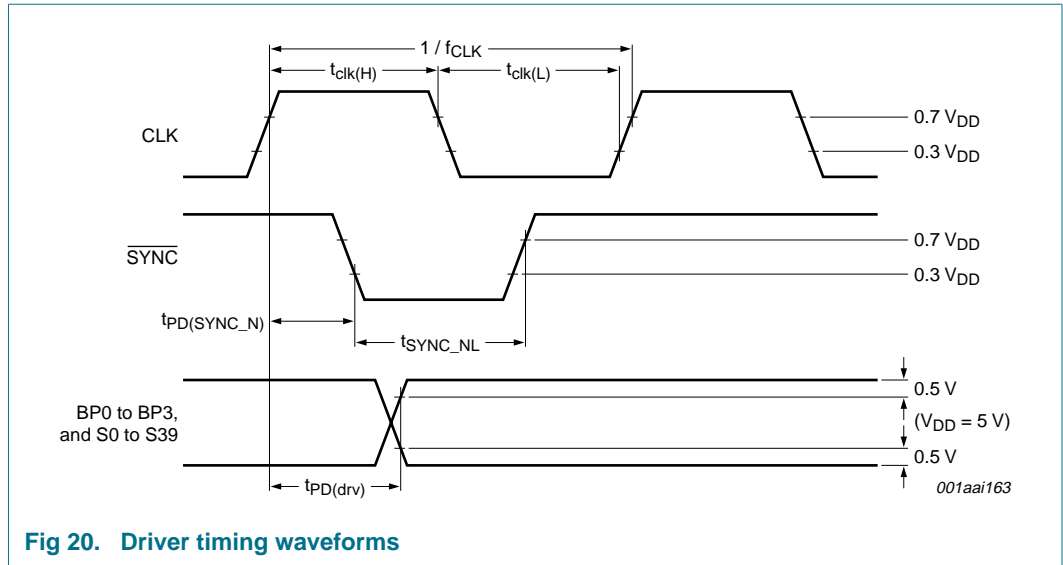 1 / fCLK
tclk(H)
tclk(L)
CLK
0.7 VDD
0.3 VDD
SYNC
0.7 VDD
0.3 VDD
tPD(SYNC_N)
tSYNC_NL
BP0 to BP3,
and S0 to S39
0.5 V
(VDD = 5 V)
0.5 V
tPD(drv)
001aai163
Fig 20. Driver timing waveforms